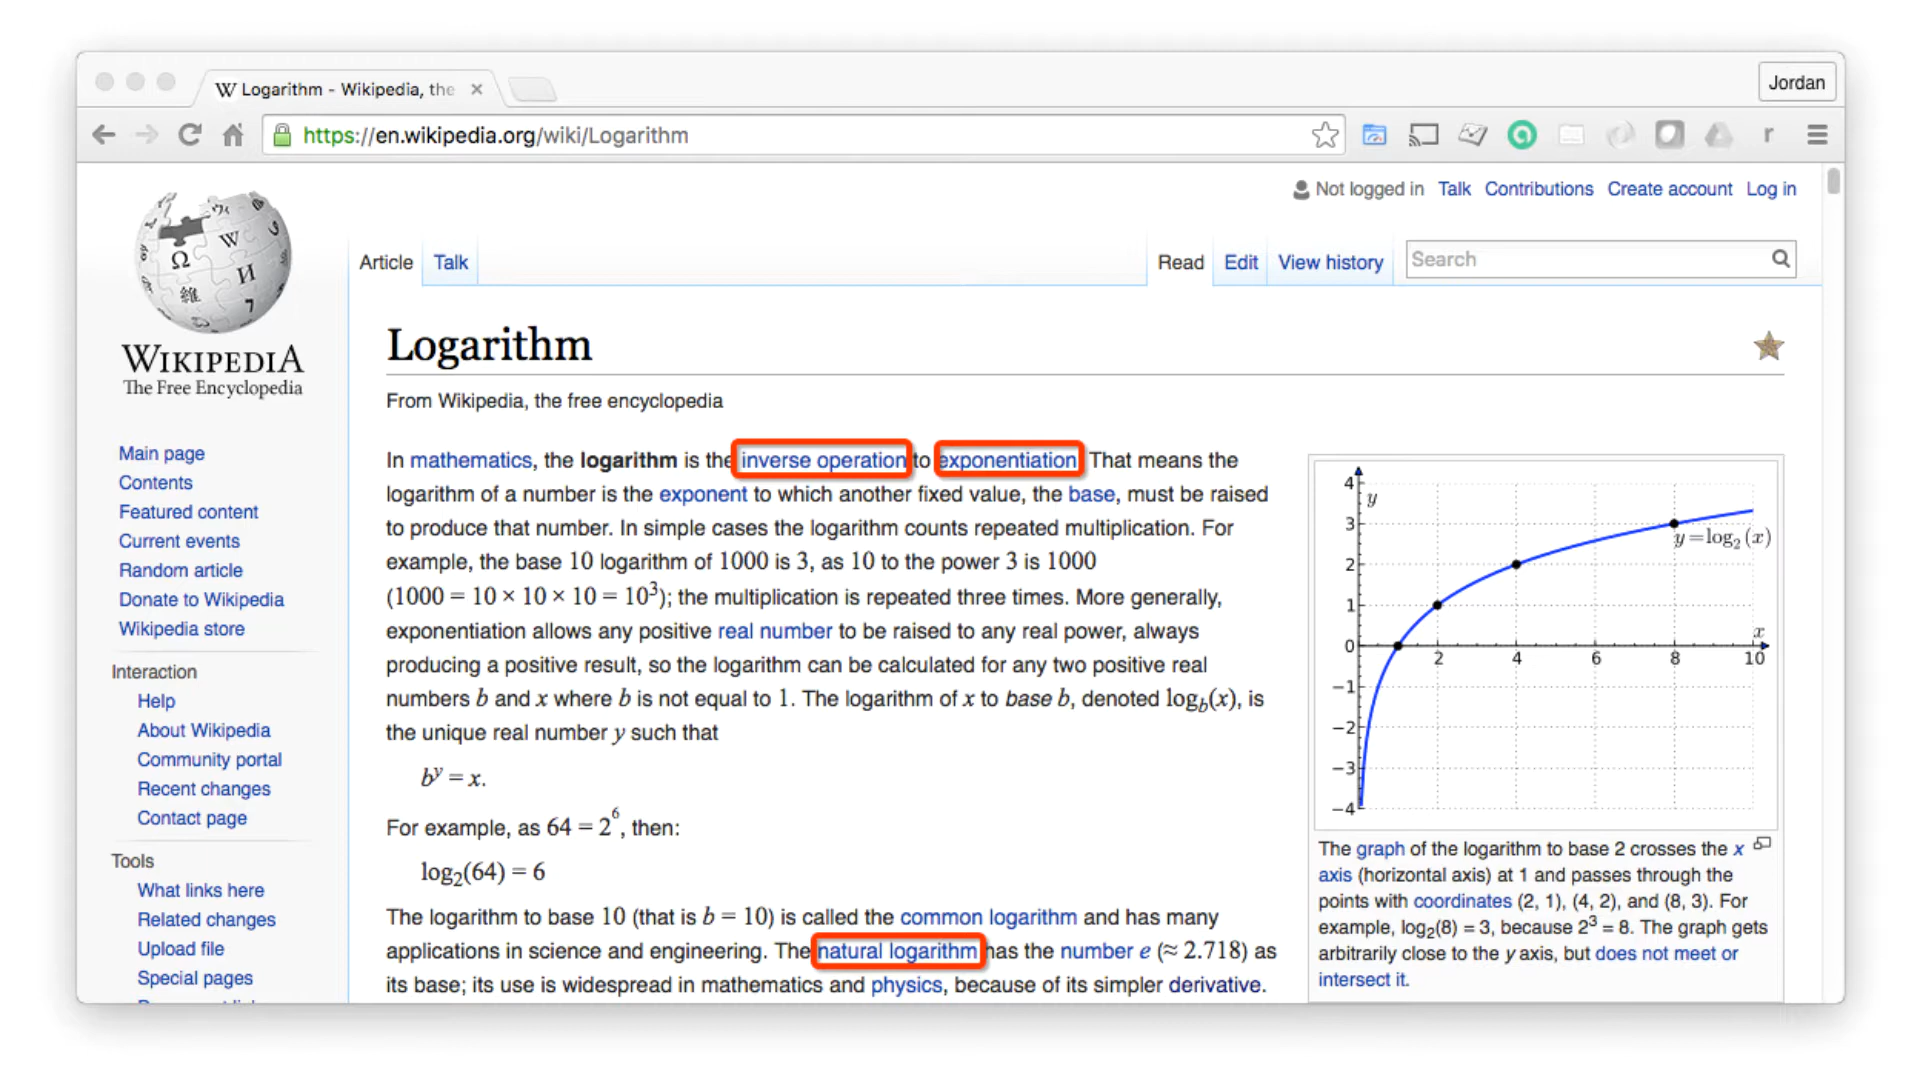 Logarithm - Wikipedia, the
Jordan
https://en.wikipedia.org/wiki/Logarithm
Not logged in Talk Contributions Create account Log in
Article Talk Read Edit View history Search
WIKIPEDIA
The Free Encyclopedia
Main page
Contents
Featured content
Current events
Random article
Donate to Wikipedia
Wikipedia store
Interaction
Help
About Wikipedia
Community portal
Recent changes
Contact page
Tools
What links here
Related changes
Upload file
Special pages
Logarithm
From Wikipedia, the free encyclopedia
In mathematics, the logarithm is the inverse operation to exponentiation. That means the
logarithm of a number is the exponent to which another fixed value, the base, must be raised
to produce that number. In simple cases the logarithm counts repeated multiplication. For
example, the base 10 logarithm of 1000 is 3, as 10 to the power 3 is 1000
(1000 = 10 × 10 × 10 = 10³); the multiplication is repeated three times. More generally,
exponentiation allows any positive real number to be raised to any real power, always
producing a positive result, so the logarithm can be calculated for any two positive real
numbers b and x where b is not equal to 1. The logarithm of x to base b, denoted log_b(x), is
the unique real number y such that
bʸ = x.
For example, as 64 = 2⁶, then:
log₂(64) = 6
The logarithm to base 10 (that is b = 10) is called the common logarithm and has many
applications in science and engineering. The natural logarithm has the number e (≈ 2.718) as
its base; its use is widespread in mathematics and physics, because of its simpler derivative.
4
y
3
y=log₂(x)
2
1
x
0
2 4 6 8 10
−1
−2
−3
−4
The graph of the logarithm to base 2 crosses the x
axis (horizontal axis) at 1 and passes through the
points with coordinates (2, 1), (4, 2), and (8, 3). For
example, log₂(8) = 3, because 2³ = 8. The graph gets
arbitrarily close to the y axis, but does not meet or
intersect it.